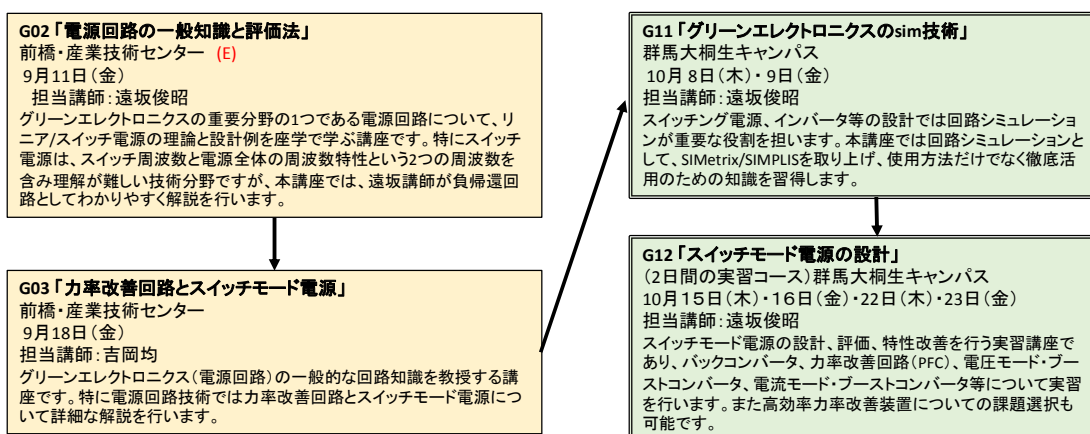 G02「電源回路の一般知識と評価法」
前橋・産業技術センター (E)
9月11日(金)
担当講師:遠坂俊昭
グリーンエレクトロニクスの重要分野の1つである電源回路について、リ
ニア/スイッチ電源の理論と設計例を座学で学ぶ講座です。特にスイッチ
電源は、スイッチ周波数と電源全体の周波数特性という2つの周波数を
含み理解が難しい技術分野ですが、本講座では、遠坂講師が負帰還回
路としてわかりやすく解説を行います。
G03「力率改善回路とスイッチモード電源」
前橋・産業技術センター
9月18日(金)
担当講師:吉岡均
グリーンエレクトロニクス(電源回路)の一般的な回路知識を教授する講
座です。特に電源回路技術では力率改善回路とスイッチモード電源につ
いて詳細な解説を行います。
G11「グリーンエレクトロニクスのsim技術」
群馬大桐生キャンパス
10月 8日(木)・ 9日(金)
担当講師:遠坂俊昭
スイッチング電源、インバータ等の設計では回路シミュレーショ
ンが重要な役割を担います。本講座では回路シミュレーションと
して、SIMetrix/SIMPLISを取り上げ、使用方法だけでなく徹底活
用のための知識を習得します。
G12「スイッチモード電源の設計」
(2日間の実習コース)群馬大桐生キャンパス
10月15日(木)・16日(金)・22日(木)・23日(金)
担当講師:遠坂俊昭
スイッチモード電源の設計、評価、特性改善を行う実習講座で
あり、バックコンバータ、力率改善回路(PFC)、電圧モード・ブー
ストコンバータ、電流モード・ブーストコンバータ等について実習
を行います。また高効率力率改善装置についての課題選択も
可能です。